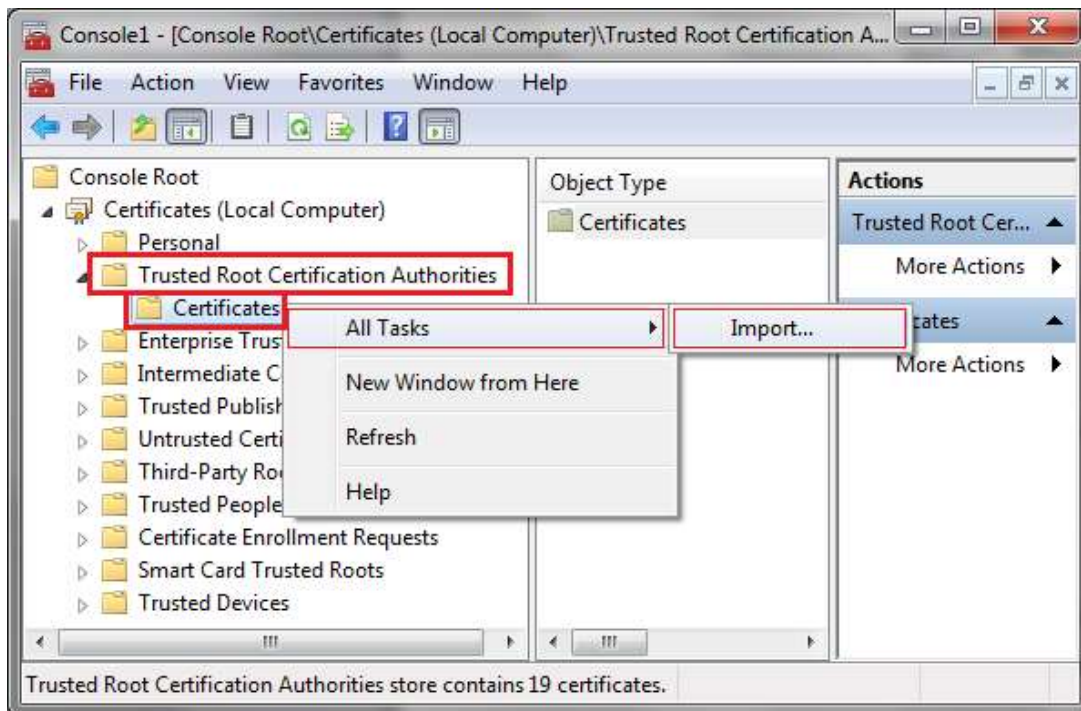 Console1 - [Console Root\Certificates (Local Computer)\Trusted Root Certification A...
File Action View Favorites Window Help
Console Root
Certificates (Local Computer)
Personal
Trusted Root Certification Authorities
Certificates
Enterprise Trus
Intermediate C
Trusted Publish
Untrusted Certi
Third-Party Ro
Trusted People
Certificate Enrollment Requests
Smart Card Trusted Roots
Trusted Devices
All Tasks
New Window from Here
Refresh
Help
Import...
Object Type
Certificates
Actions
Trusted Root Cer...
More Actions
cates
More Actions
Trusted Root Certification Authorities store contains 19 certificates.